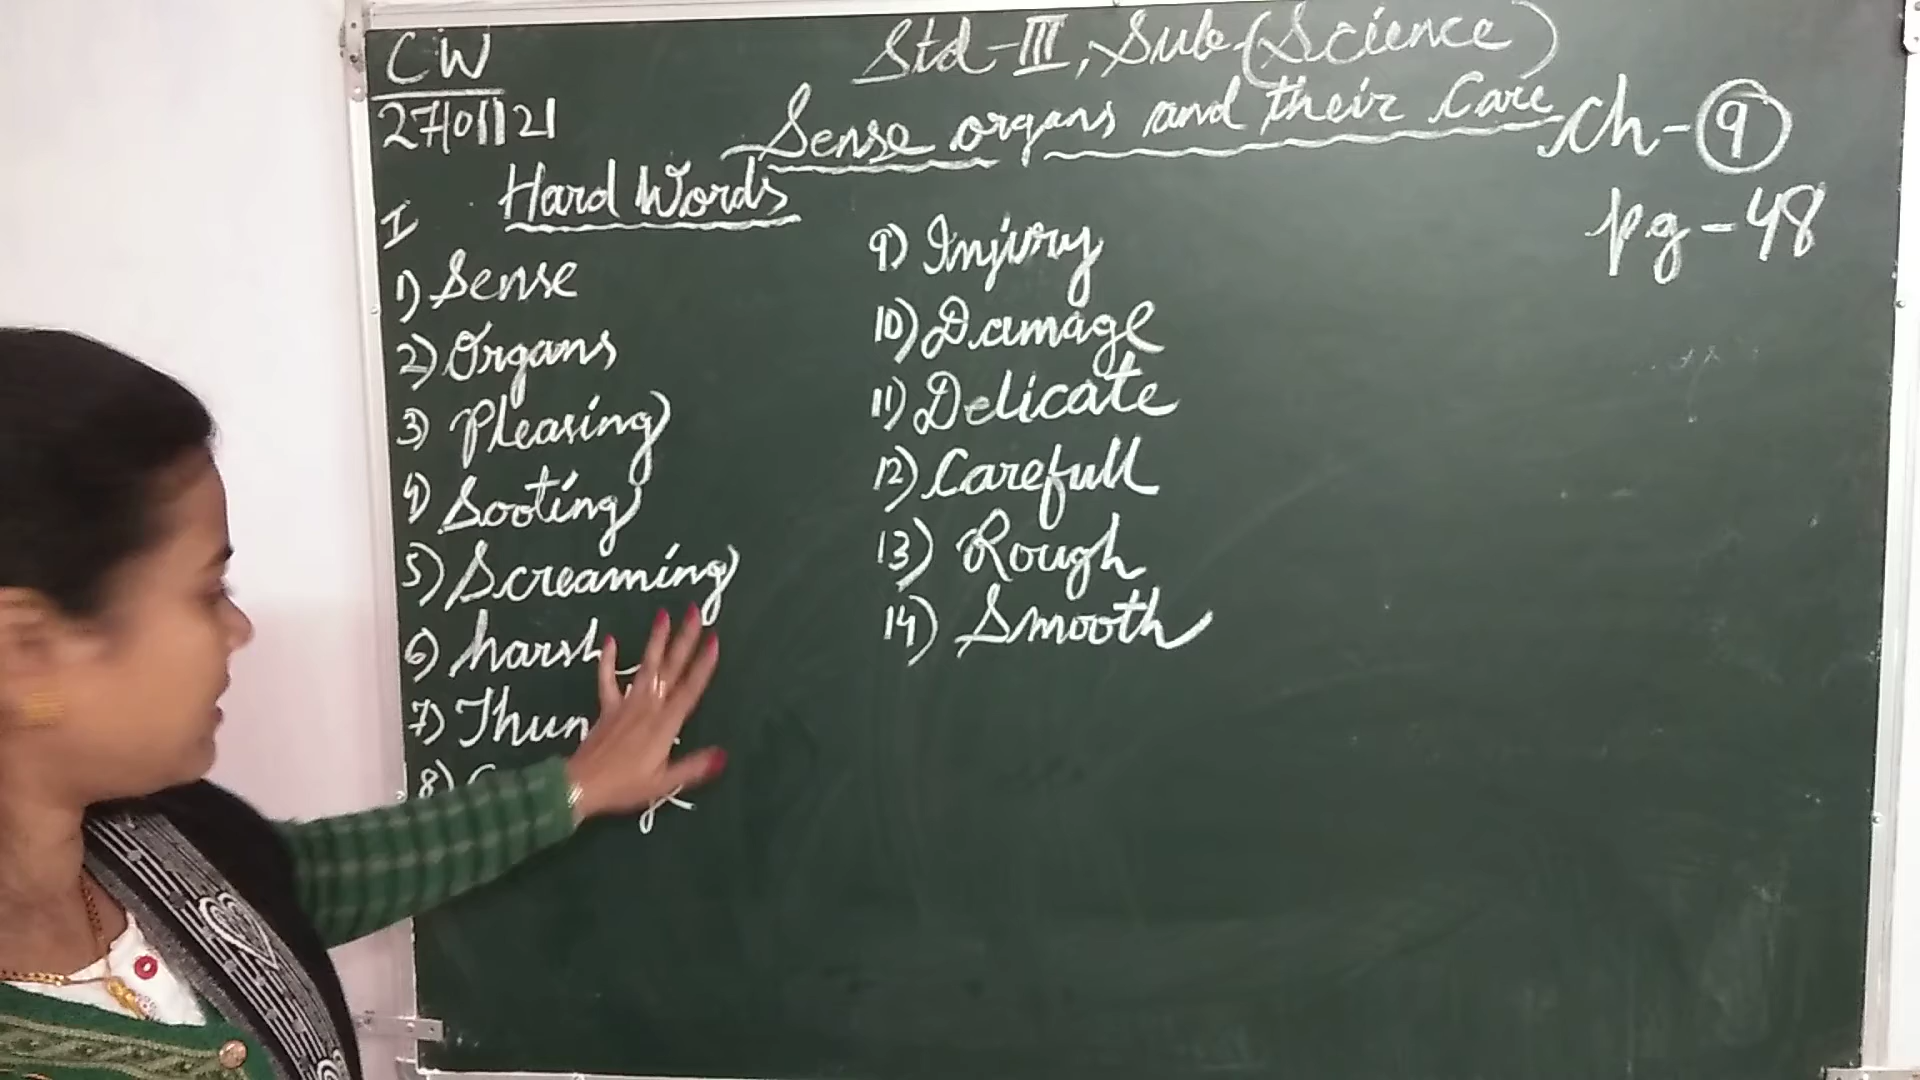 CW
27/01/21
Std-III, Sub-(Science)
Sense organs and their Care Ch-9
pg-48
I Hard Words
1) Sense
2) Organs
3) Pleasing
4) Sooting
5) Screaming
6) harsh
7) Thun
8)
9) Injury
10) Damage
11) Delicate
12) Carefull
13) Rough
14) Smooth